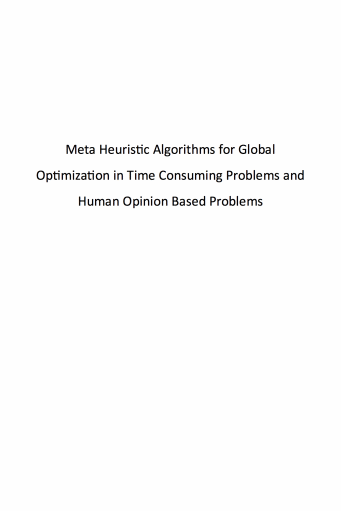 Meta Heuristic Algorithms for Global
Optimization in Time Consuming Problems and
Human Opinion Based Problems